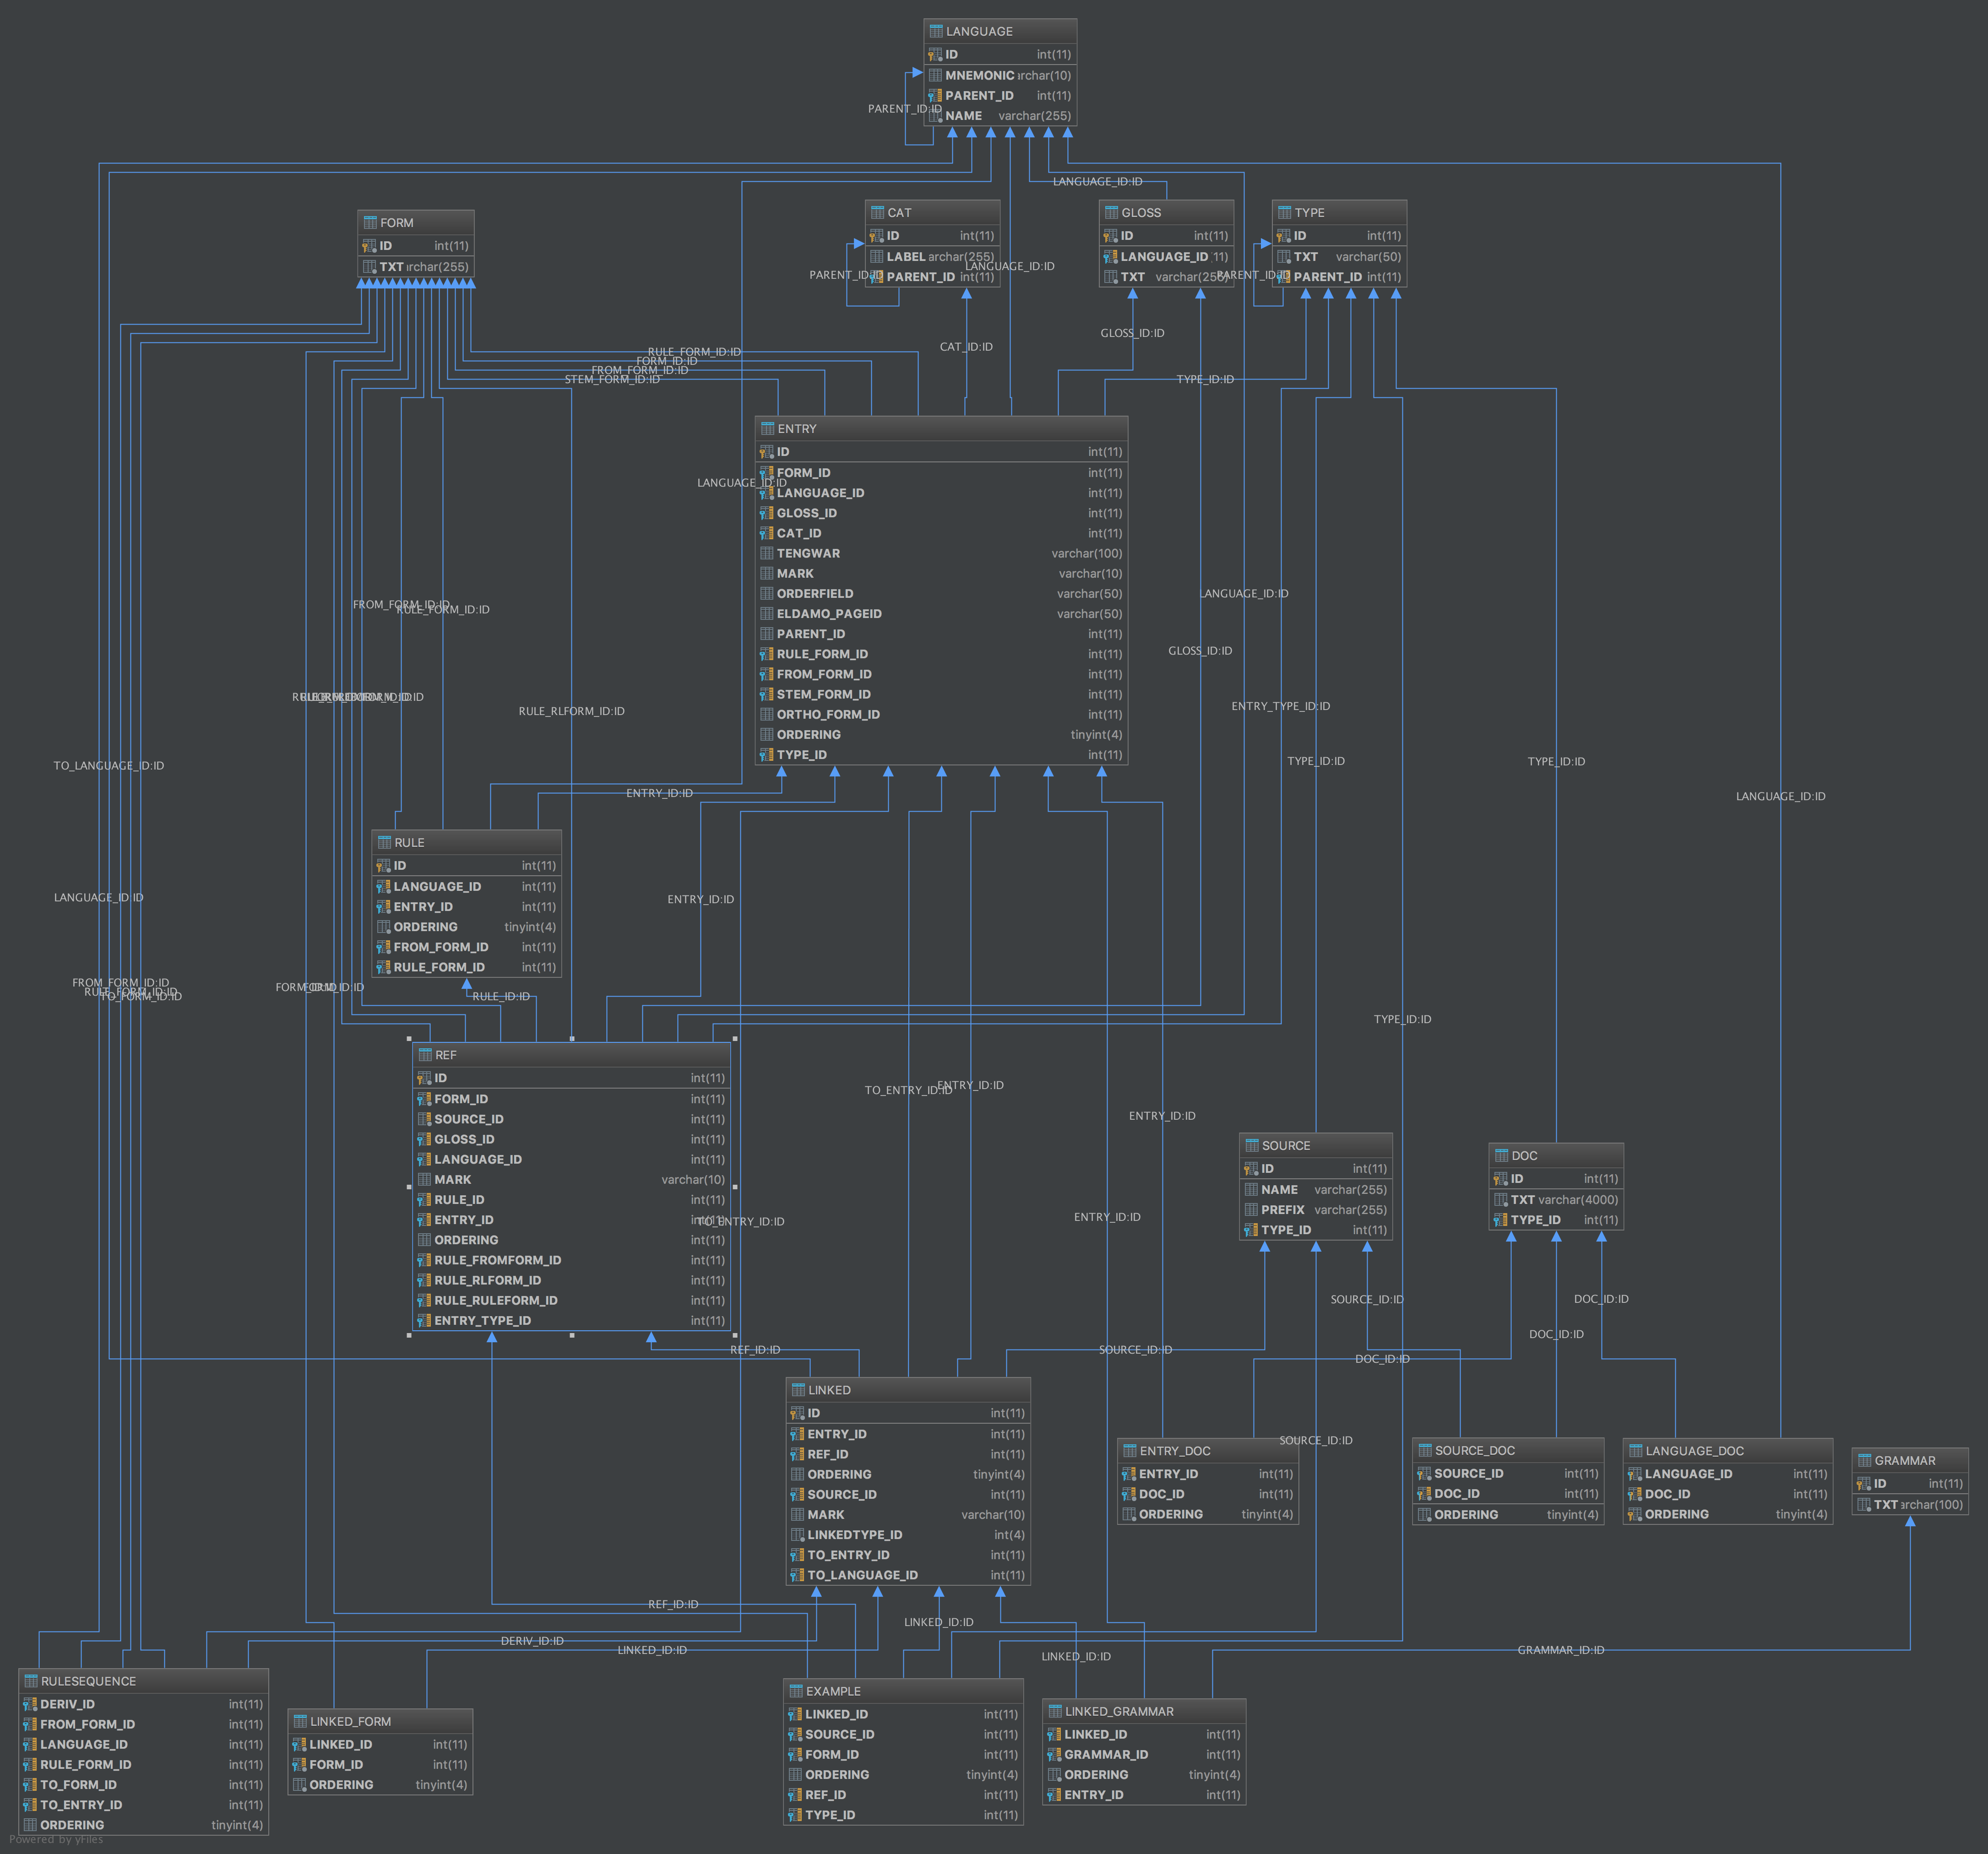 LANGUAGE
ID int(11)
MNEMONIC rchar(10)
PARENT_ID int(11)
NAME varchar(255)
PARENT_ID:ID
LANGUAGE_ID:ID
FORM
ID int(11)
TXT rchar(255)
CAT
ID int(11)
LABEL archar(255)
PARENT_ID int(11)
PARENT_ID:ID
LANGUAGE_ID:ID
GLOSS
ID int(11)
LANGUAGE_ID 11)
TXT varchar(255)
TYPE
ID int(11)
TXT varchar(50)
PARENT_ID int(11)
PARENT_ID:ID
GLOSS_ID:ID
CAT_ID:ID
RULE_FORM_ID:ID
FORM_ID:ID
FROM_FORM_ID:ID
STEM_FORM_ID:ID
TYPE_ID:ID
ENTRY
ID int(11)
FORM_ID int(11)
LANGUAGE_ID int(11)
GLOSS_ID int(11)
CAT_ID int(11)
TENGWAR varchar(100)
MARK varchar(10)
ORDERFIELD varchar(50)
ELDAMO_PAGEID varchar(50)
PARENT_ID int(11)
RULE_FORM_ID int(11)
FROM_FORM_ID int(11)
STEM_FORM_ID int(11)
ORTHO_FORM_ID int(11)
ORDERING tinyint(4)
TYPE_ID int(11)
LANGUAGE_ID:ID
LANGUAGE_ID:ID
FROM_FORM_ID:ID
RULE_FORM_ID:ID
GLOSS_ID:ID
RULE_RLFORM_ID:ID
ENTRY_TYPE_ID:ID
TYPE_ID:ID
TYPE_ID:ID
TO_LANGUAGE_ID:ID
ENTRY_ID:ID
LANGUAGE_ID:ID
RULE
ID int(11)
LANGUAGE_ID int(11)
ENTRY_ID int(11)
ORDERING tinyint(4)
FROM_FORM_ID int(11)
RULE_FORM_ID int(11)
LANGUAGE_ID:ID
ENTRY_ID:ID
FROM_FORM_ID:ID
RULE_FORM_ID:ID
TO_FORM_ID:ID
FORM_ID:ID
FORM_ID:ID
RULE_ID:ID
TYPE_ID:ID
REF
ID int(11)
FORM_ID int(11)
SOURCE_ID int(11)
GLOSS_ID int(11)
LANGUAGE_ID int(11)
MARK varchar(10)
RULE_ID int(11)
ENTRY_ID int(11)
ORDERING int(11)
RULE_FROMFORM_ID int(11)
RULE_RLFORM_ID int(11)
RULE_RULEFORM_ID int(11)
ENTRY_TYPE_ID int(11)
TO_ENTRY_ID:ID
ENTRY_ID:ID
ENTRY_ID:ID
TO_ENTRY_ID:ID
ENTRY_ID:ID
SOURCE
ID int(11)
NAME varchar(255)
PREFIX varchar(255)
TYPE_ID int(11)
DOC
ID int(11)
TXT varchar(4000)
TYPE_ID int(11)
SOURCE_ID:ID
DOC_ID:ID
DOC_ID:ID
REF_ID:ID
SOURCE_ID:ID
DOC_ID:ID
LINKED
ID int(11)
ENTRY_ID int(11)
REF_ID int(11)
ORDERING tinyint(4)
SOURCE_ID int(11)
MARK varchar(10)
LINKEDTYPE_ID int(4)
TO_ENTRY_ID int(11)
TO_LANGUAGE_ID int(11)
SOURCE_ID:ID
ENTRY_DOC
ENTRY_ID int(11)
DOC_ID int(11)
ORDERING tinyint(4)
SOURCE_DOC
SOURCE_ID int(11)
DOC_ID int(11)
ORDERING tinyint(4)
LANGUAGE_DOC
LANGUAGE_ID int(11)
DOC_ID int(11)
ORDERING tinyint(4)
GRAMMAR
ID int(11)
TXT archar(100)
REF_ID:ID
LINKED_ID:ID
DERIV_ID:ID
LINKED_ID:ID
LINKED_ID:ID
GRAMMAR_ID:ID
RULESEQUENCE
DERIV_ID int(11)
FROM_FORM_ID int(11)
LANGUAGE_ID int(11)
RULE_FORM_ID int(11)
TO_FORM_ID int(11)
TO_ENTRY_ID int(11)
ORDERING tinyint(4)
LINKED_FORM
LINKED_ID int(11)
FORM_ID int(11)
ORDERING tinyint(4)
EXAMPLE
LINKED_ID int(11)
SOURCE_ID int(11)
FORM_ID int(11)
ORDERING tinyint(4)
REF_ID int(11)
TYPE_ID int(11)
LINKED_GRAMMAR
LINKED_ID int(11)
GRAMMAR_ID int(11)
ORDERING tinyint(4)
ENTRY_ID int(11)
Powered by yFiles